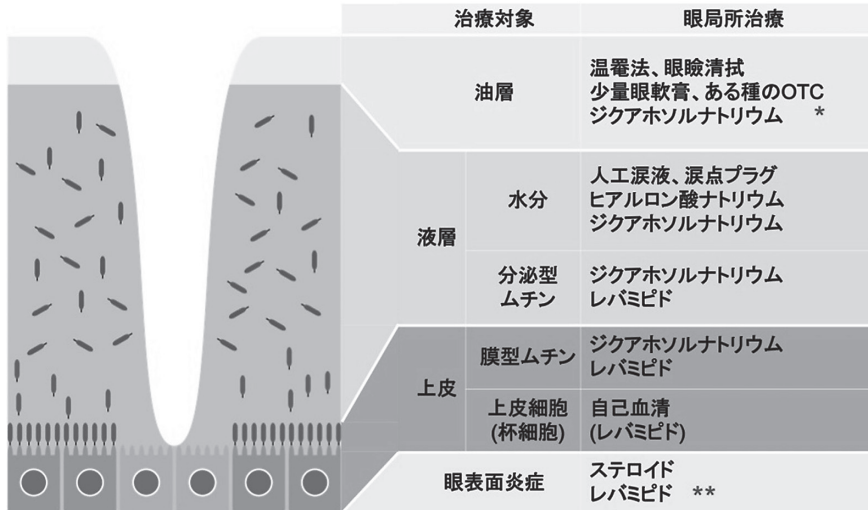 治療対象 眼局所治療
油層
温罨法、眼瞼清拭
少量眼軟膏、ある種のOTC
ジクアホソルナトリウム *
液層
水分
人工涙液、涙点プラグ
ヒアルロン酸ナトリウム
ジクアホソルナトリウム
分泌型
ムチン
ジクアホソルナトリウム
レバミピド
上皮
膜型ムチン
ジクアホソルナトリウム
レバミピド
上皮細胞
(杯細胞)
自己血清
(レバミピド)
眼表面炎症
ステロイド
レバミピド **